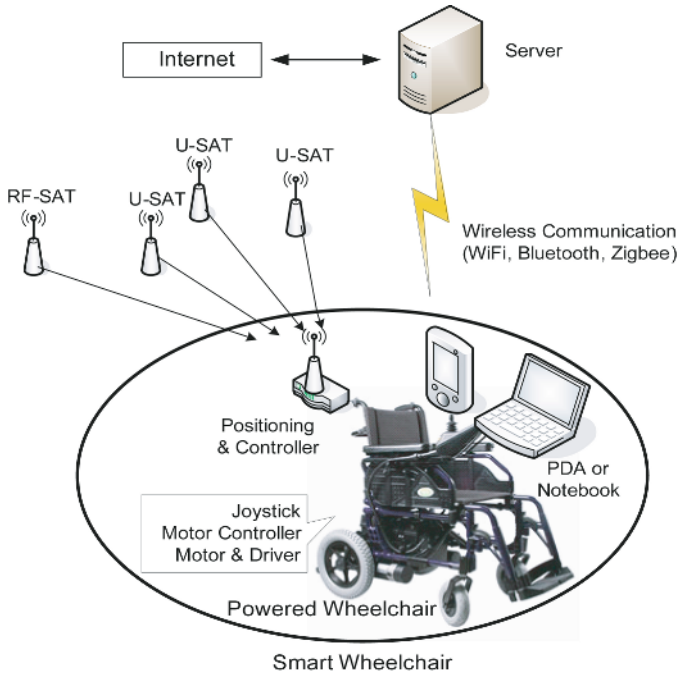 Internet
Server
U-SAT
U-SAT
RF-SAT
U-SAT
Wireless Communication
(WiFi, Bluetooth, Zigbee)
Positioning
& Controller
PDA or
Notebook
Joystick
Motor Controller
Motor & Driver
Powered Wheelchair
Smart Wheelchair